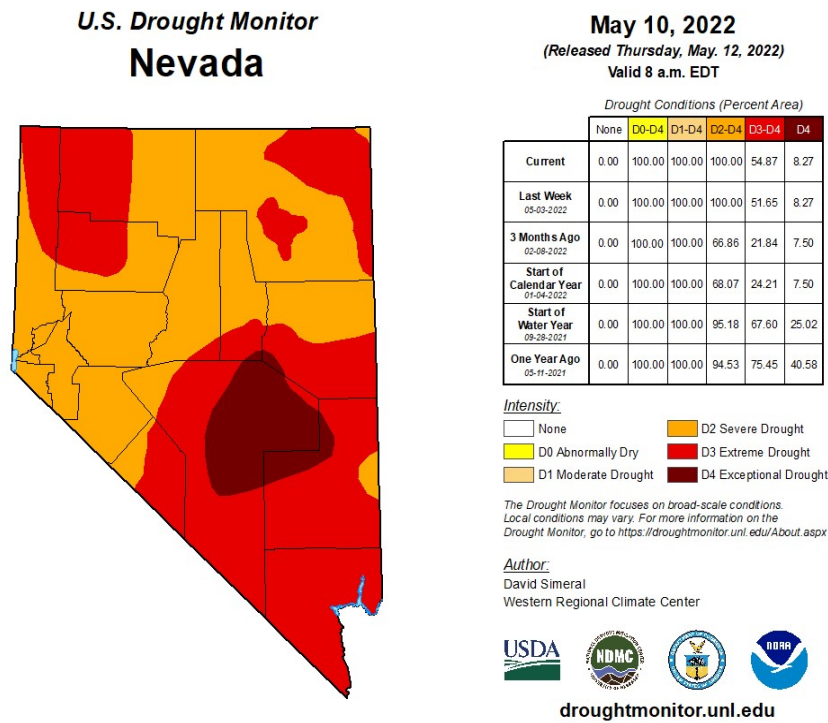 U.S. Drought Monitor
Nevada
May 10, 2022
(Released Thursday, May. 12, 2022)
Valid 8 a.m. EDT
Drought Conditions (Percent Area)
None D0-D4 D1-D4 D2-D4 D3-D4 D4
Current 0.00 100.00 100.00 100.00 54.87 8.27
Last Week
05-03-2022
0.00 100.00 100.00 100.00 51.65 8.27
3 Months Ago
02-08-2022
0.00 100.00 100.00 66.86 21.84 7.50
Start of
Calendar Year
01-04-2022
0.00 100.00 100.00 68.07 24.21 7.50
Start of
Water Year
09-28-2021
0.00 100.00 100.00 95.18 67.60 25.02
One Year Ago
05-11-2021
0.00 100.00 100.00 94.53 75.45 40.58
Intensity:
None
D0 Abnormally Dry
D1 Moderate Drought
D2 Severe Drought
D3 Extreme Drought
D4 Exceptional Drought
The Drought Monitor focuses on broad-scale conditions.
Local conditions may vary. For more information on the
Drought Monitor, go to https://droughtmonitor.unl.edu/About.aspx
Author:
David Simeral
Western Regional Climate Center
USDA
NDMC
NOAA
droughtmonitor.unl.edu